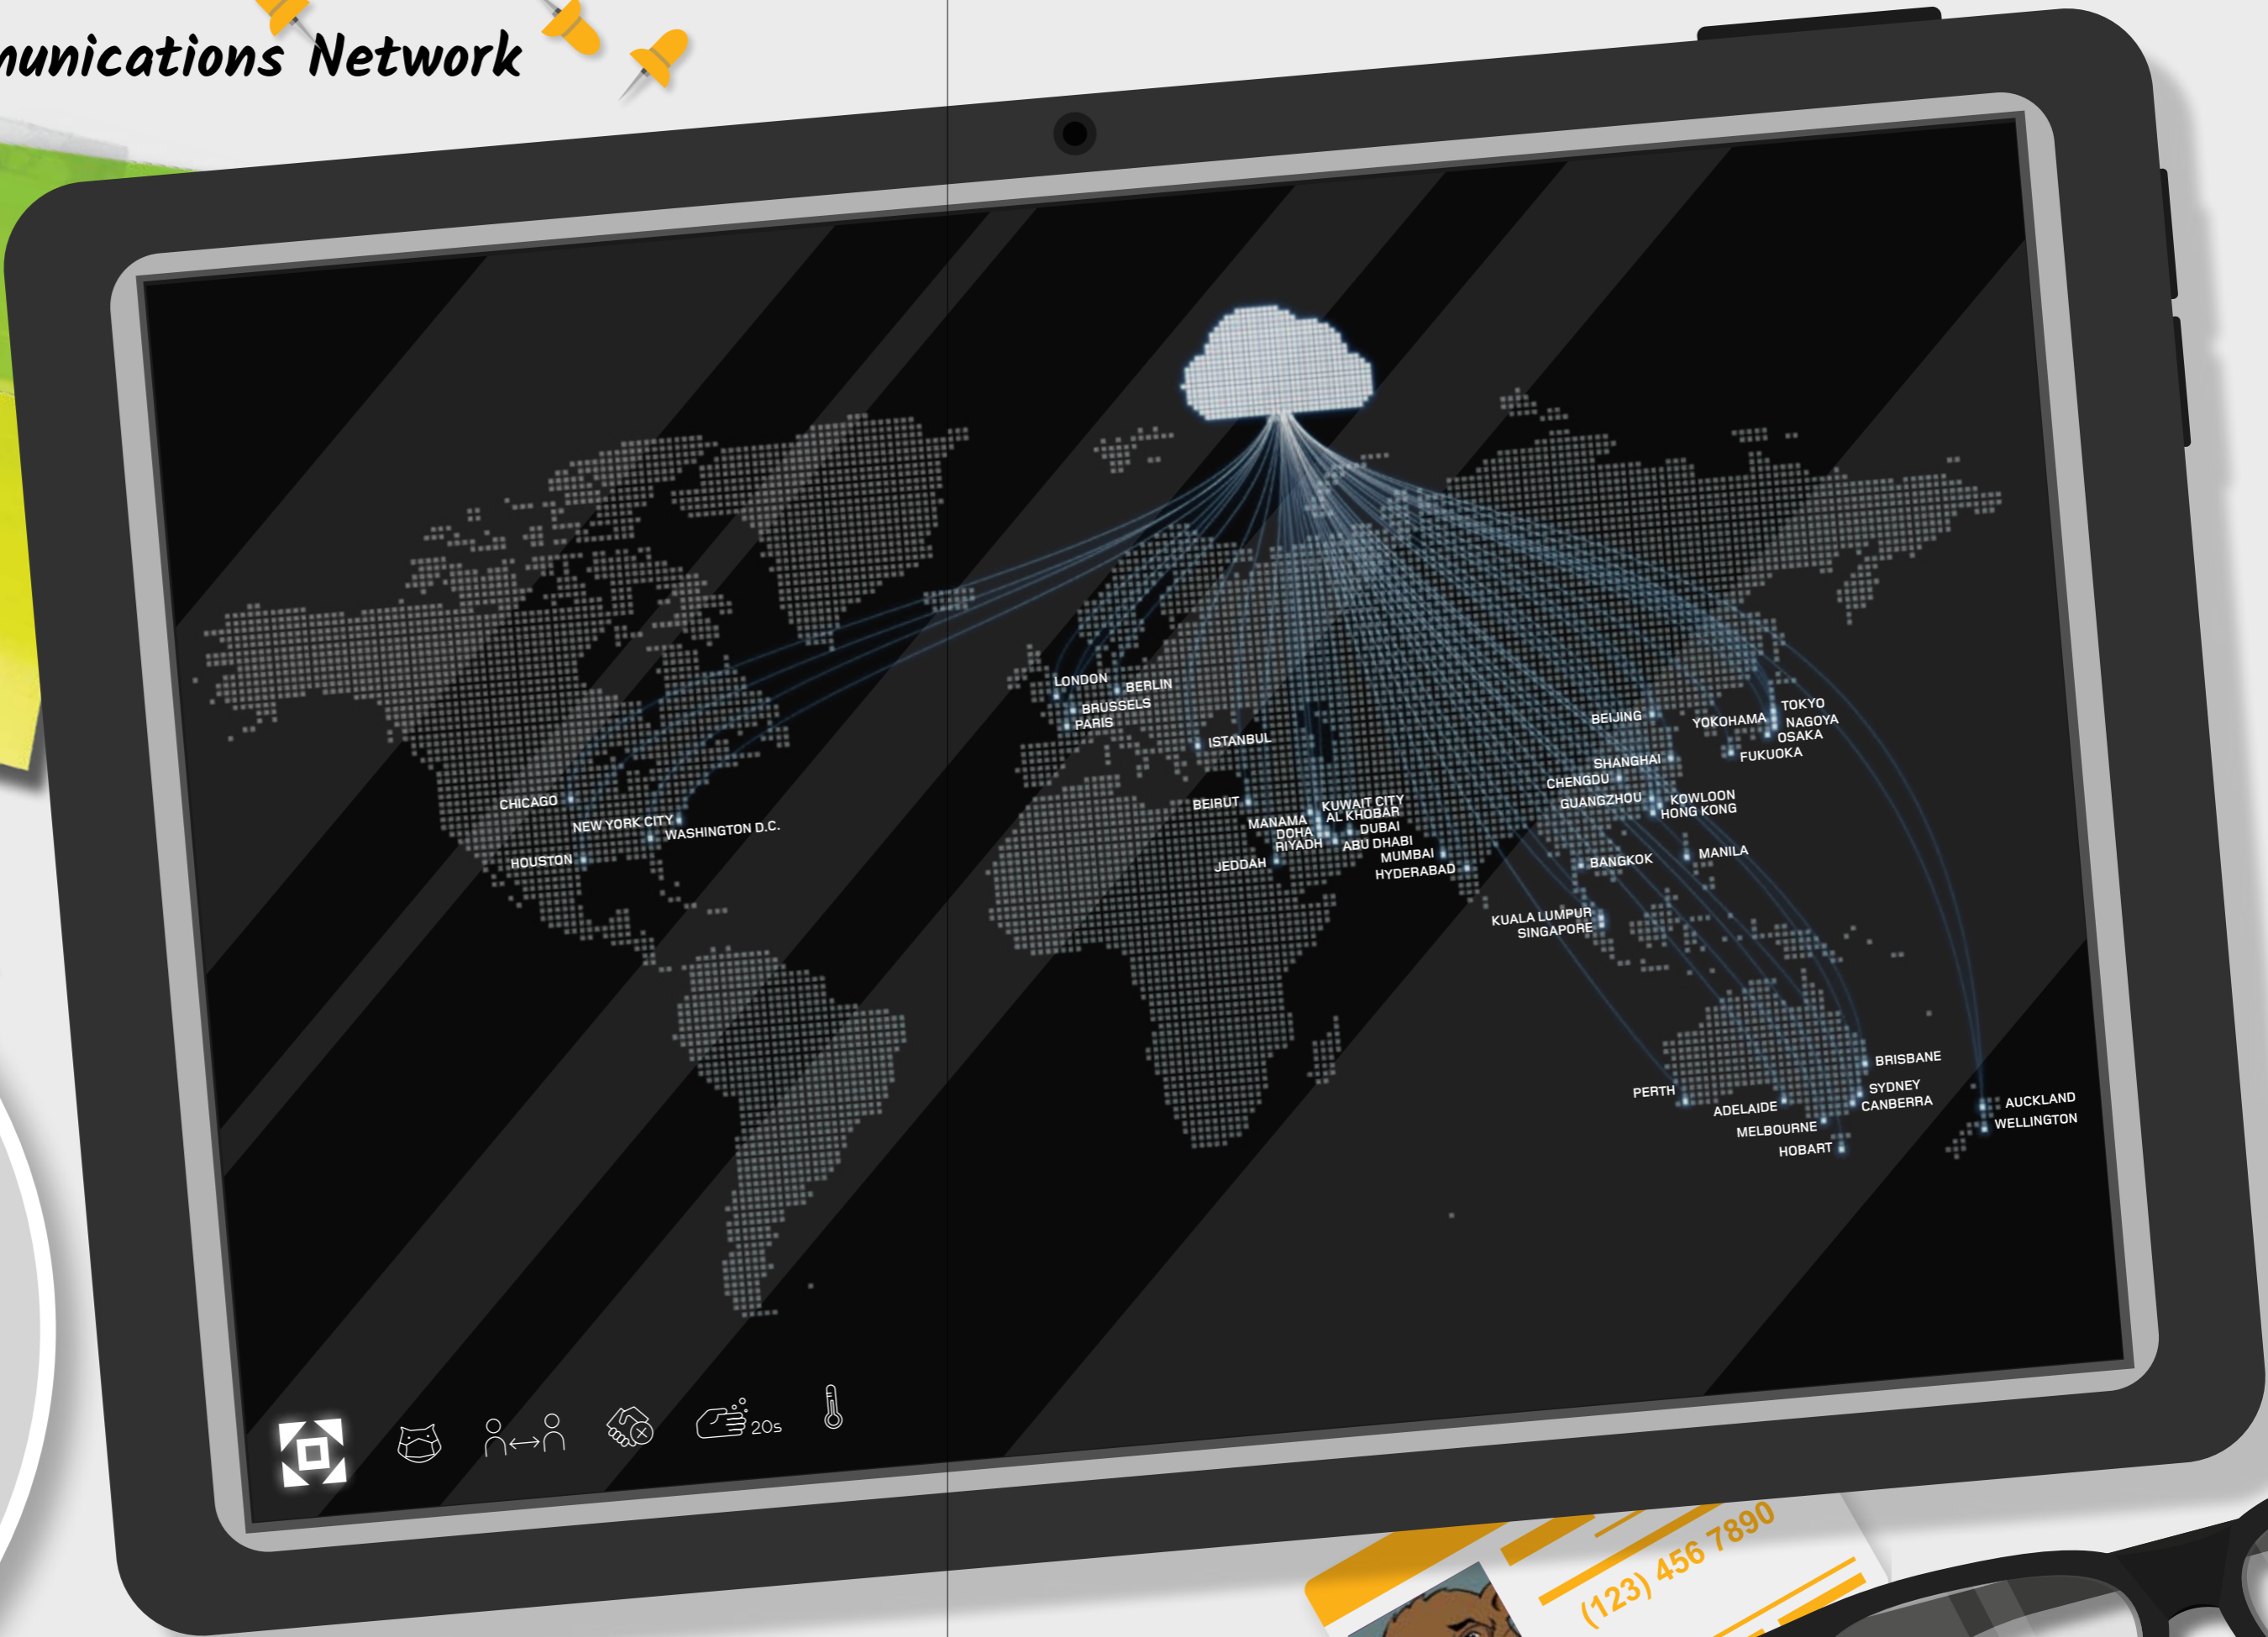 munications Network
LONDON
BERLIN
BRUSSELS
PARIS
ISTANBUL
BEIJING
TOKYO
YOKOHAMA
NAGOYA
OSAKA
FUKUOKA
SHANGHAI
CHENGDU
GUANGZHOU
KOWLOON
HONG KONG
CHICAGO
NEW YORK CITY
WASHINGTON D.C.
HOUSTON
BEIRUT
KUWAIT CITY
AL KHOBAR
MANAMA
DUBAI
DOHA
RIYADH
ABU DHABI
JEDDAH
MUMBAI
HYDERABAD
BANGKOK
MANILA
KUALA LUMPUR
SINGAPORE
BRISBANE
PERTH
SYDNEY
ADELAIDE
CANBERRA
AUCKLAND
MELBOURNE
WELLINGTON
HOBART
20s
(123) 456 7890